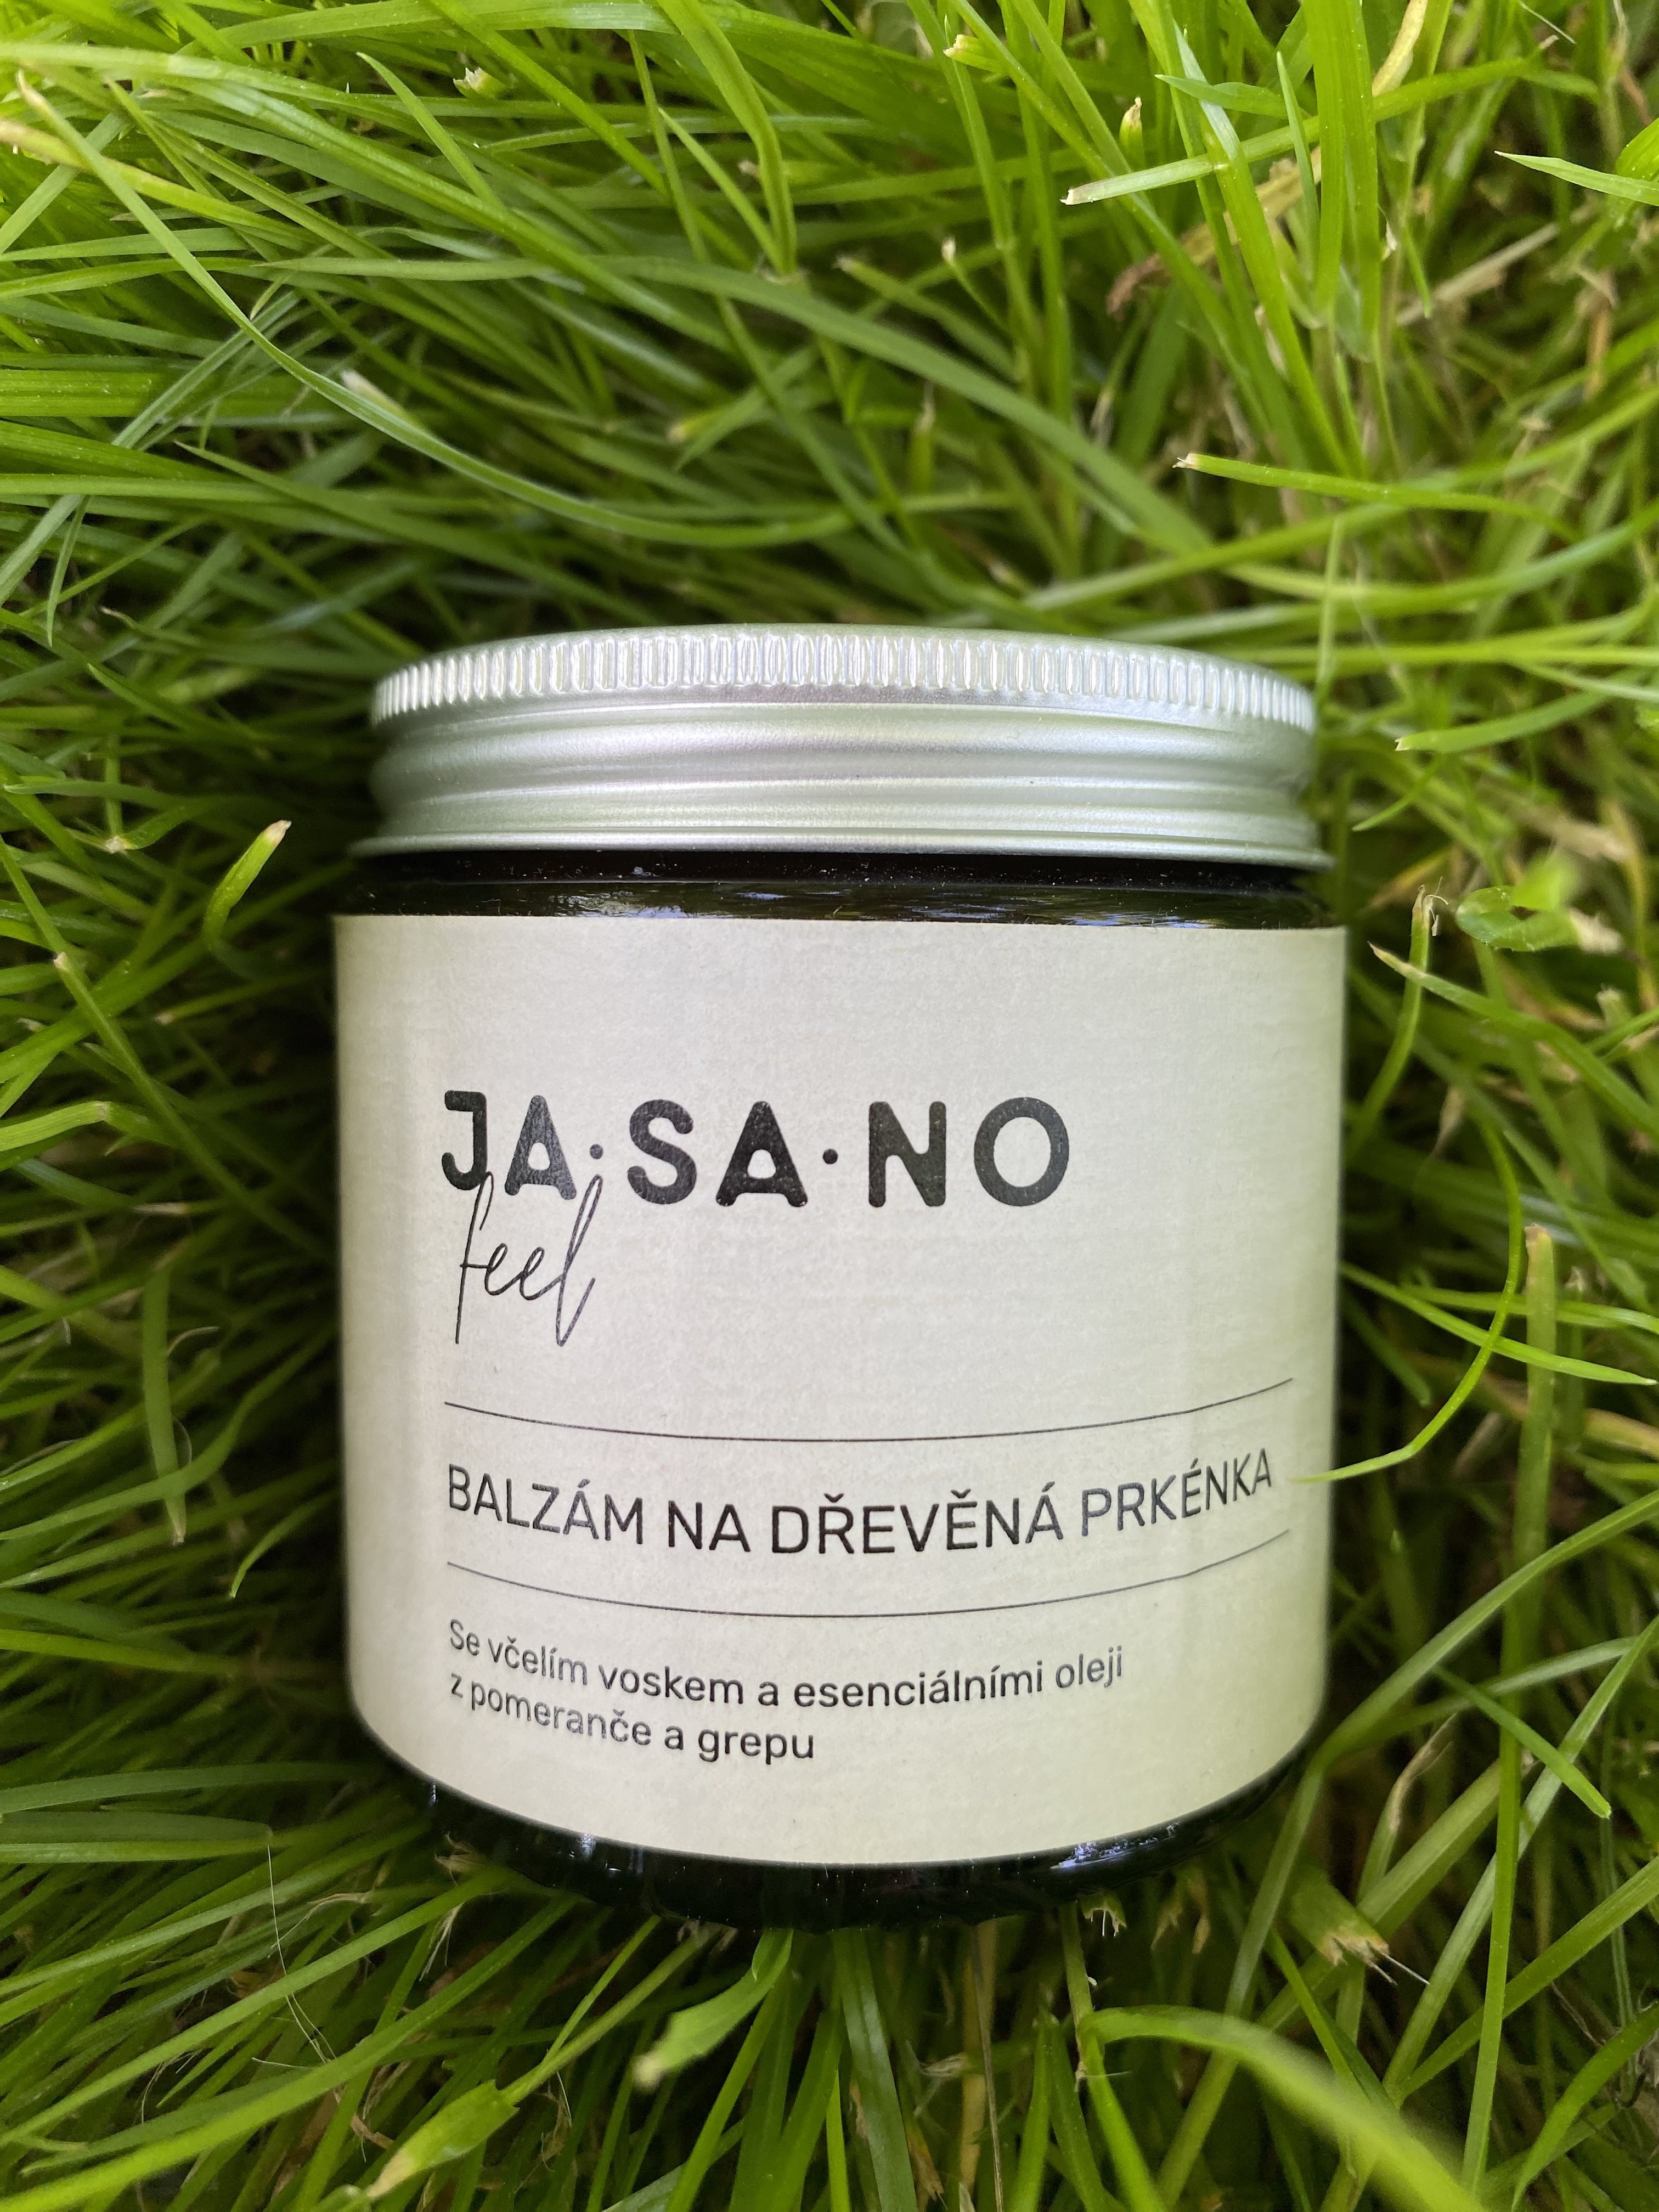 JA·SA·NO
feel
BALZÁM NA DŘEVĚNÁ PRKÉNKA
Se včelím voskem a esenciálními oleji
z pomeranče a grepu